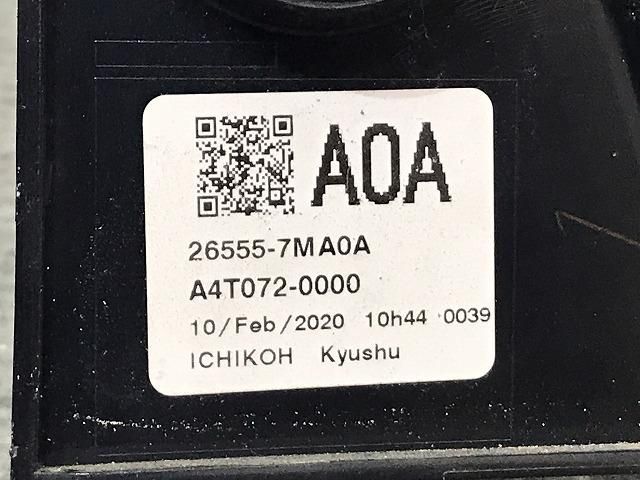 A0A
26555-7MA0A
A4T072-0000
10/Feb/2020 10h44 0039
ICHIKOH Kyushu